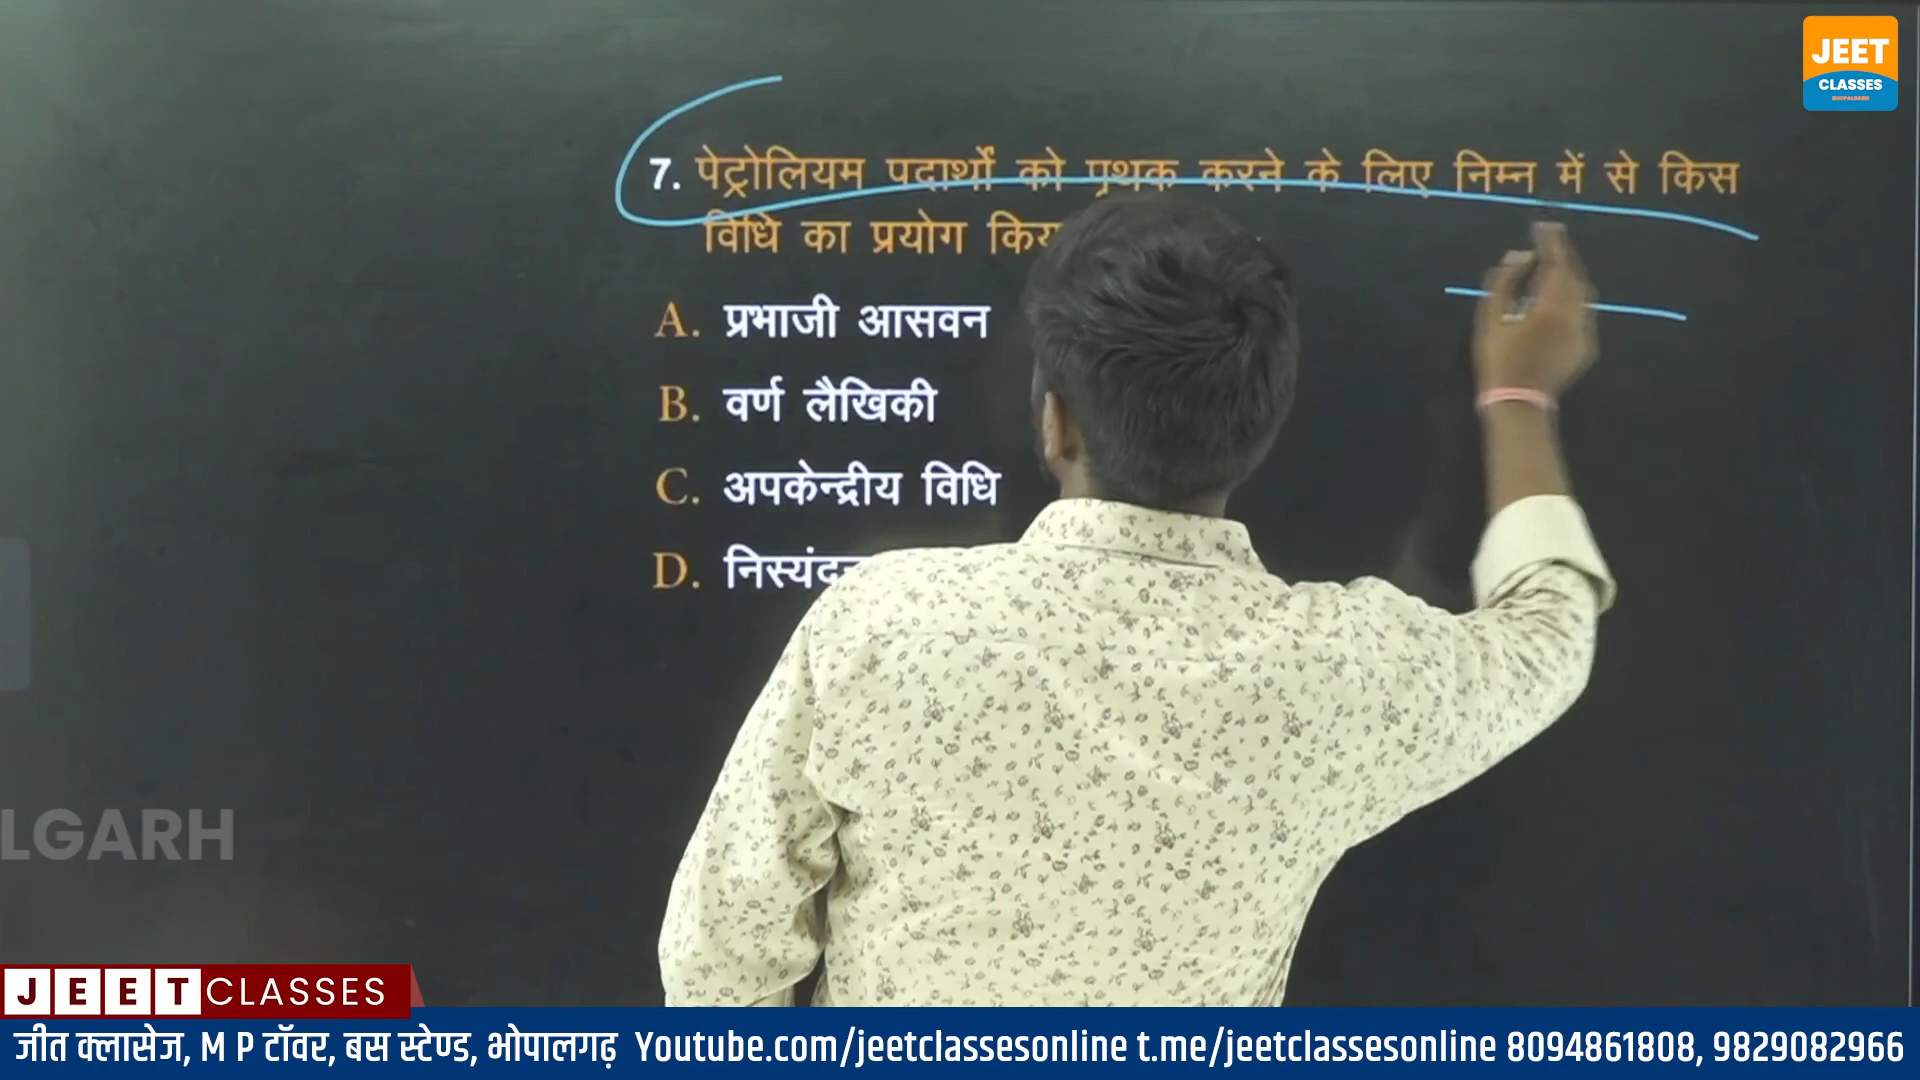 JEET
CLASSES
7. पेट्रोलियम पदार्थों को पृथक करने के लिए निम्न में से किस
विधि का प्रयोग
A. प्रभाजी आसवन
B. वर्ण लैखिकी
C. अपकेन्द्रीय विधि
D.
LGARH
JEET CLASSES
जीत क्लासेज, M P टॉवर, बस स्टेण्ड, भोपालगढ़ Youtube.com/jeetclassesonline t.me/jeetclassesonline 8094861808, 9829082966